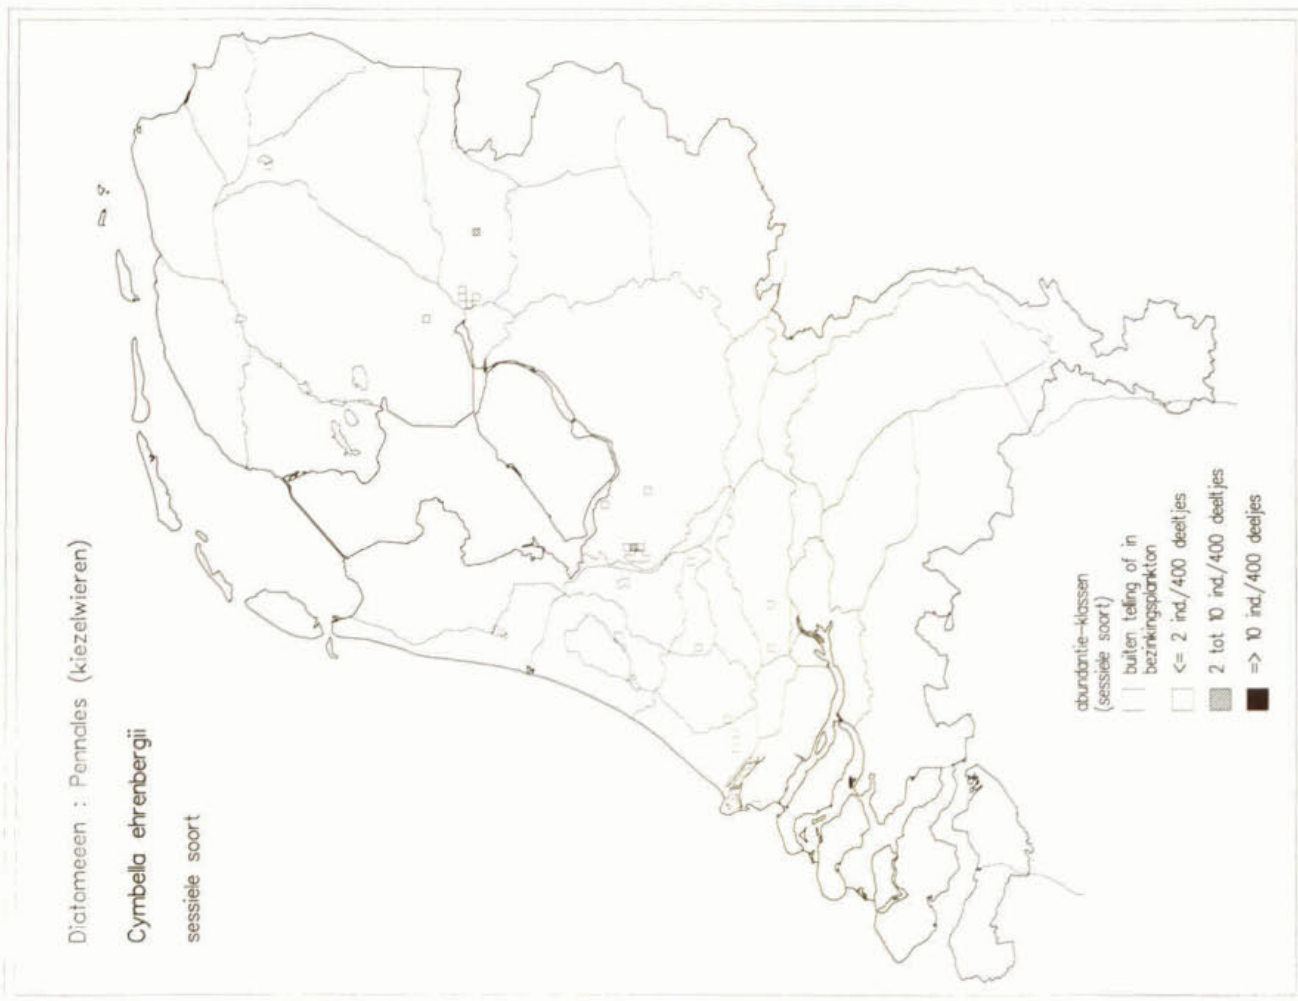 Diatomeeen : Pennales (kiezelwieren)
Cymbella ehrenbergii
sessiele soort
abundantie-klassen
(sessiele soort)
buiten telling of in
bezinkingsplankton
<= 2 ind./400 deeltjes
2 tot 10 ind./400 deeltjes
=> 10 ind./400 deeltjes